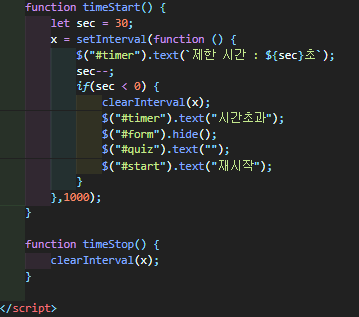 function timeStart() {
let sec = 30;
x = setInterval(function () {
$("#timer").text(`제한 시간 : ${sec}초`);
sec--;
if(sec < 0) {
clearInterval(x);
$("#timer").text("시간초과");
$("#form").hide();
$("#quiz").text("");
$("#start").text("재시작");
}
},1000);
}
function timeStop() {
clearInterval(x);
}
</script>